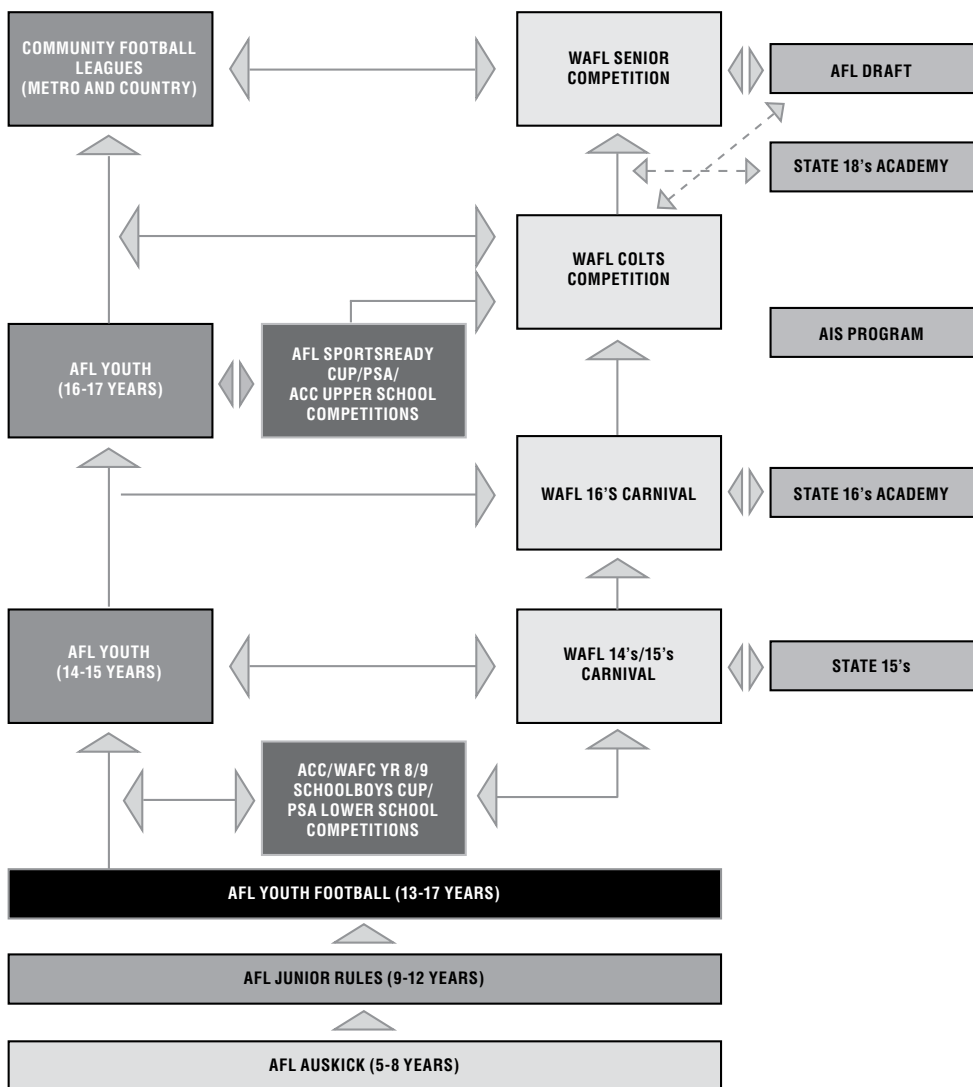 COMMUNITY FOOTBALL
LEAGUES
(METRO AND COUNTRY)
WAFL SENIOR
COMPETITION
AFL DRAFT
STATE 18's ACADEMY
WAFL COLTS
COMPETITION
AFL YOUTH
(16-17 YEARS)
AFL SPORTSREADY
CUP/PSA/
ACC UPPER SCHOOL
COMPETITIONS
AIS PROGRAM
WAFL 16'S CARNIVAL
STATE 16's ACADEMY
AFL YOUTH
(14-15 YEARS)
WAFL 14's/15's
CARNIVAL
STATE 15's
ACC/WAFC YR 8/9
SCHOOLBOYS CUP/
PSA LOWER SCHOOL
COMPETITIONS
AFL YOUTH FOOTBALL (13-17 YEARS)
AFL JUNIOR RULES (9-12 YEARS)
AFL AUSKICK (5-8 YEARS)